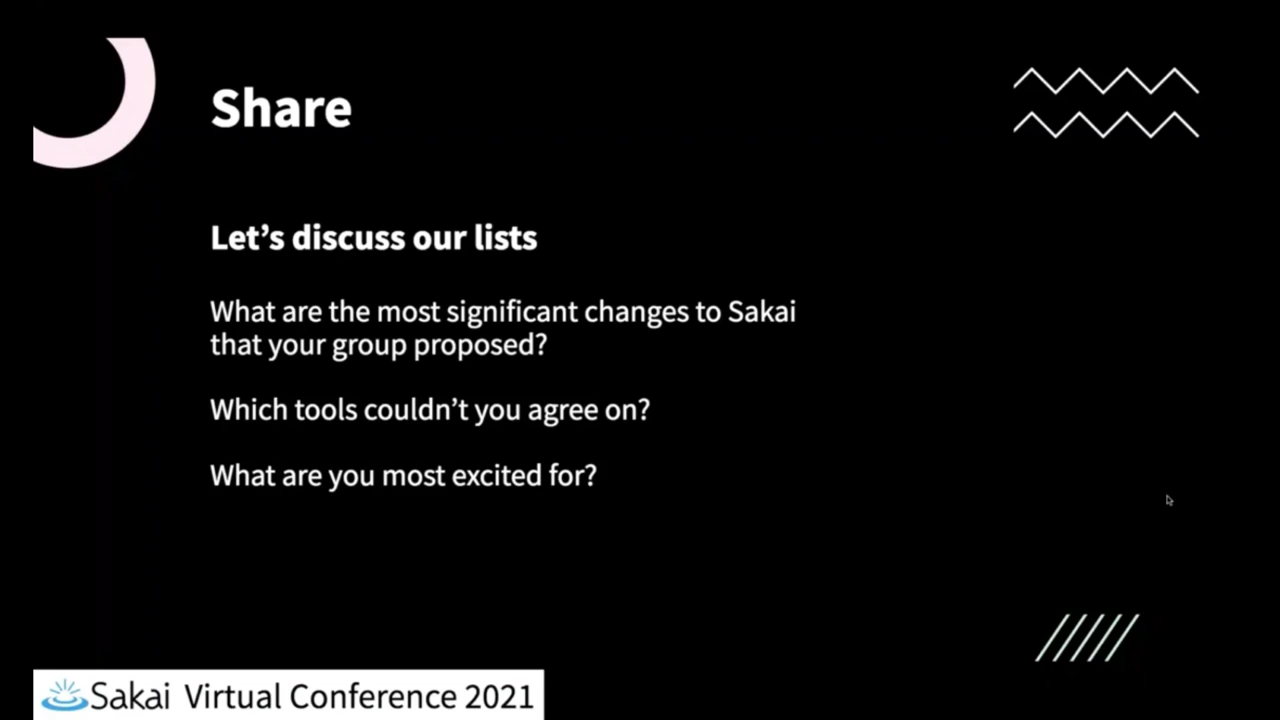 Share
Let’s discuss our lists
What are the most significant changes to Sakai
that your group proposed?
Which tools couldn’t you agree on?
What are you most excited for?
Sakai Virtual Conference 2021